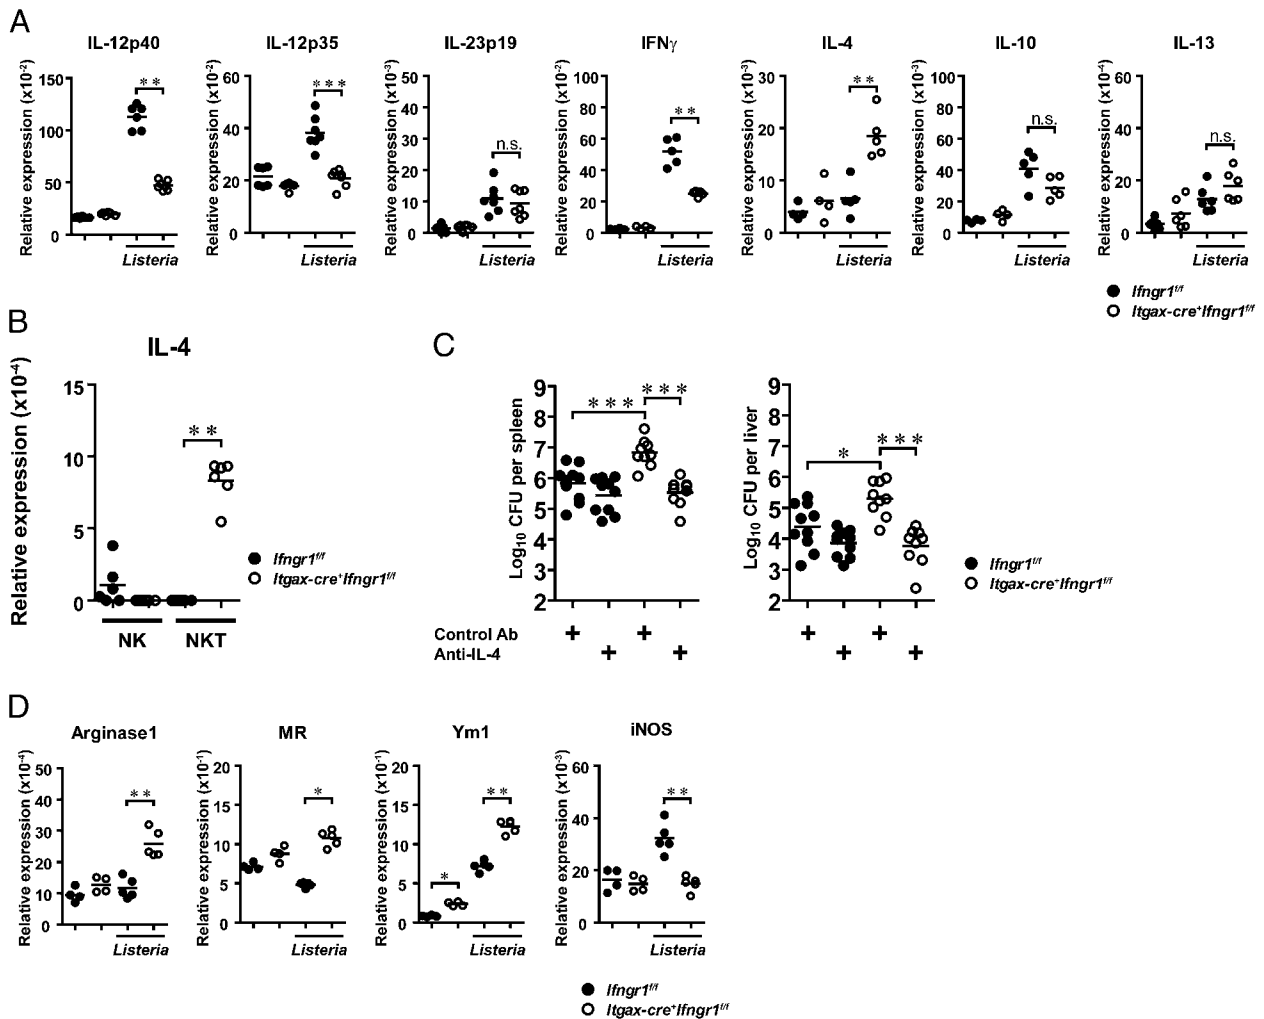 A
IL-12p40
IL-12p35
IL-23p19
IFNγ
IL-4
IL-10
IL-13
Relative expression (x10⁻²)
150
100
50
0
**
Listeria
Relative expression (x10⁻²)
60
40
20
0
***
Listeria
Relative expression (x10⁻³)
50
40
30
20
10
0
n.s.
Listeria
Relative expression (x10⁻²)
100
80
60
40
20
0
**
Listeria
Relative expression (x10⁻³)
30
20
10
0
**
Listeria
Relative expression (x10⁻³)
100
80
60
40
20
0
n.s.
Listeria
Relative expression (x10⁻⁴)
60
40
20
0
n.s.
Listeria
Ifngr1f/f
Itgax-cre⁺Ifngr1f/f
B
IL-4
Relative expression (x10⁻⁴)
15
10
5
0
**
NK
NKT
Ifngr1f/f
Itgax-cre⁺Ifngr1f/f
C
Log₁₀ CFU per spleen
9
8
7
6
5
4
3
2
***
***
Log₁₀ CFU per liver
9
8
7
6
5
4
3
2
*
***
Control Ab + + + +
Anti-IL-4 + + + +
Ifngr1f/f
Itgax-cre⁺Ifngr1f/f
D
Arginase1
MR
Ym1
iNOS
Relative expression (x10⁻⁴)
50
40
30
20
10
0
**
Listeria
Relative expression (x10⁻¹)
20
15
10
5
0
*
Listeria
Relative expression (x10⁻¹)
20
15
10
5
0
*
**
Listeria
Relative expression (x10⁻³)
60
40
20
0
**
Listeria
Ifngr1f/f
Itgax-cre⁺Ifngr1f/f